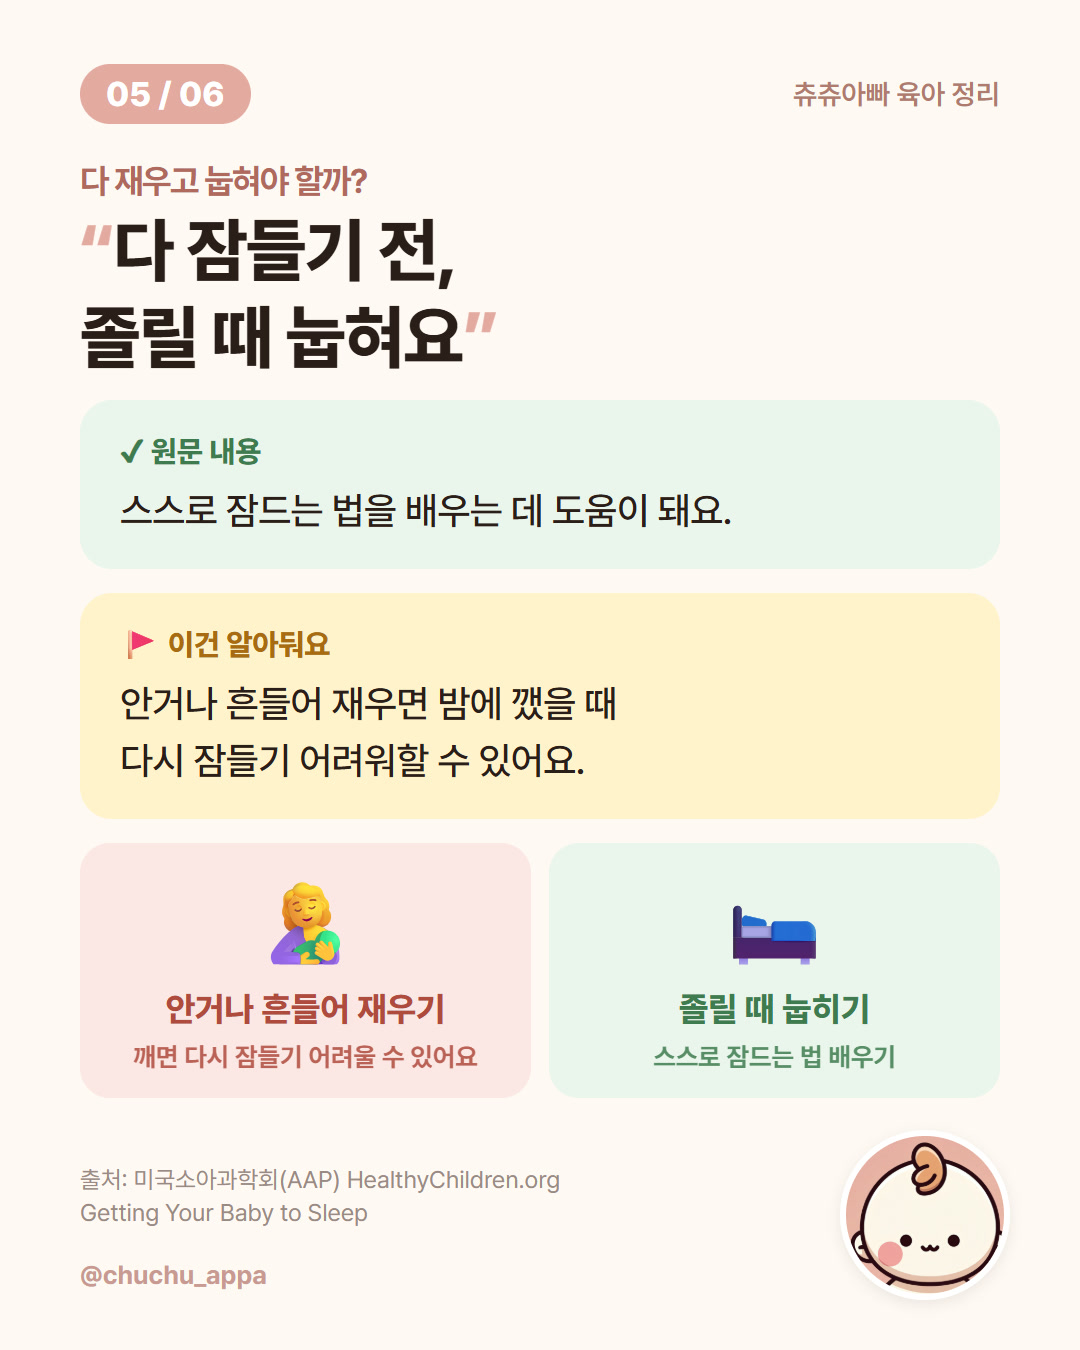 05 / 06
츄츄아빠 육아 정리
다 재우고 눕혀야 할까?
“다 잠들기 전,
졸릴 때 눕혀요”
✓ 원문 내용
스스로 잠드는 법을 배우는 데 도움이 돼요.
🚩 이건 알아둬요
안거나 흔들어 재우면 밤에 깼을 때
다시 잠들기 어려워할 수 있어요.
안거나 흔들어 재우기
깨면 다시 잠들기 어려울 수 있어요
졸릴 때 눕히기
스스로 잠드는 법 배우기
출처: 미국소아과학회(AAP) HealthyChildren.org
Getting Your Baby to Sleep
@chuchu_appa